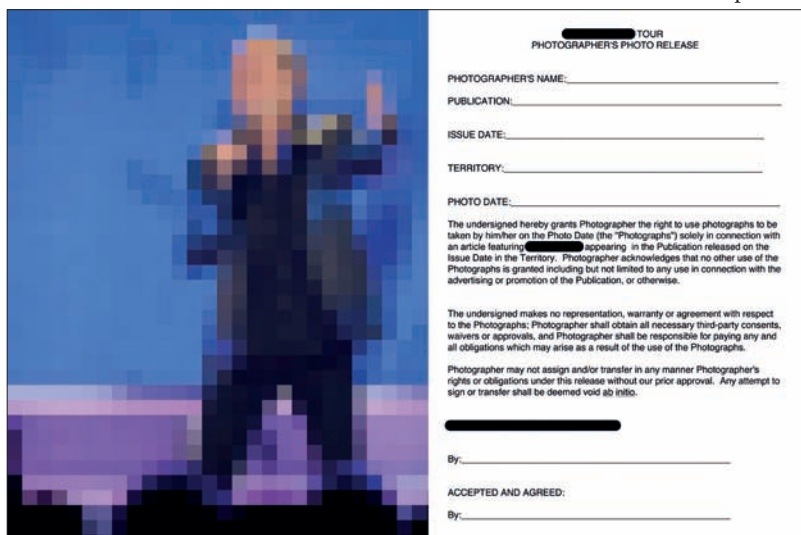 TOUR
PHOTOGRAPHER'S PHOTO RELEASE
PHOTOGRAPHER'S NAME:
PUBLICATION:
ISSUE DATE:
TERRITORY:
PHOTO DATE:
The undersigned hereby grants Photographer the right to use photographs to be
taken by him/her on the Photo Date (the "Photographs") solely in connection with
an article featuring appearing in the Publication released on the
Issue Date in the Territory. Photographer acknowledges that no other use of the
Photographs is granted including but not limited to any use in connection with the
advertising or promotion of the Publication, or otherwise.
The undersigned makes no representation, warranty or agreement with respect
to the Photographs; Photographer shall obtain all necessary third-party consents,
waivers or approvals, and Photographer shall be responsible for paying any and
all obligations which may arise as a result of the use of the Photographs.
Photographer may not assign and/or transfer in any manner Photographer's
rights or obligations under this release without our prior approval. Any attempt to
sign or transfer shall be deemed void ab initio.
By:
ACCEPTED AND AGREED:
By: